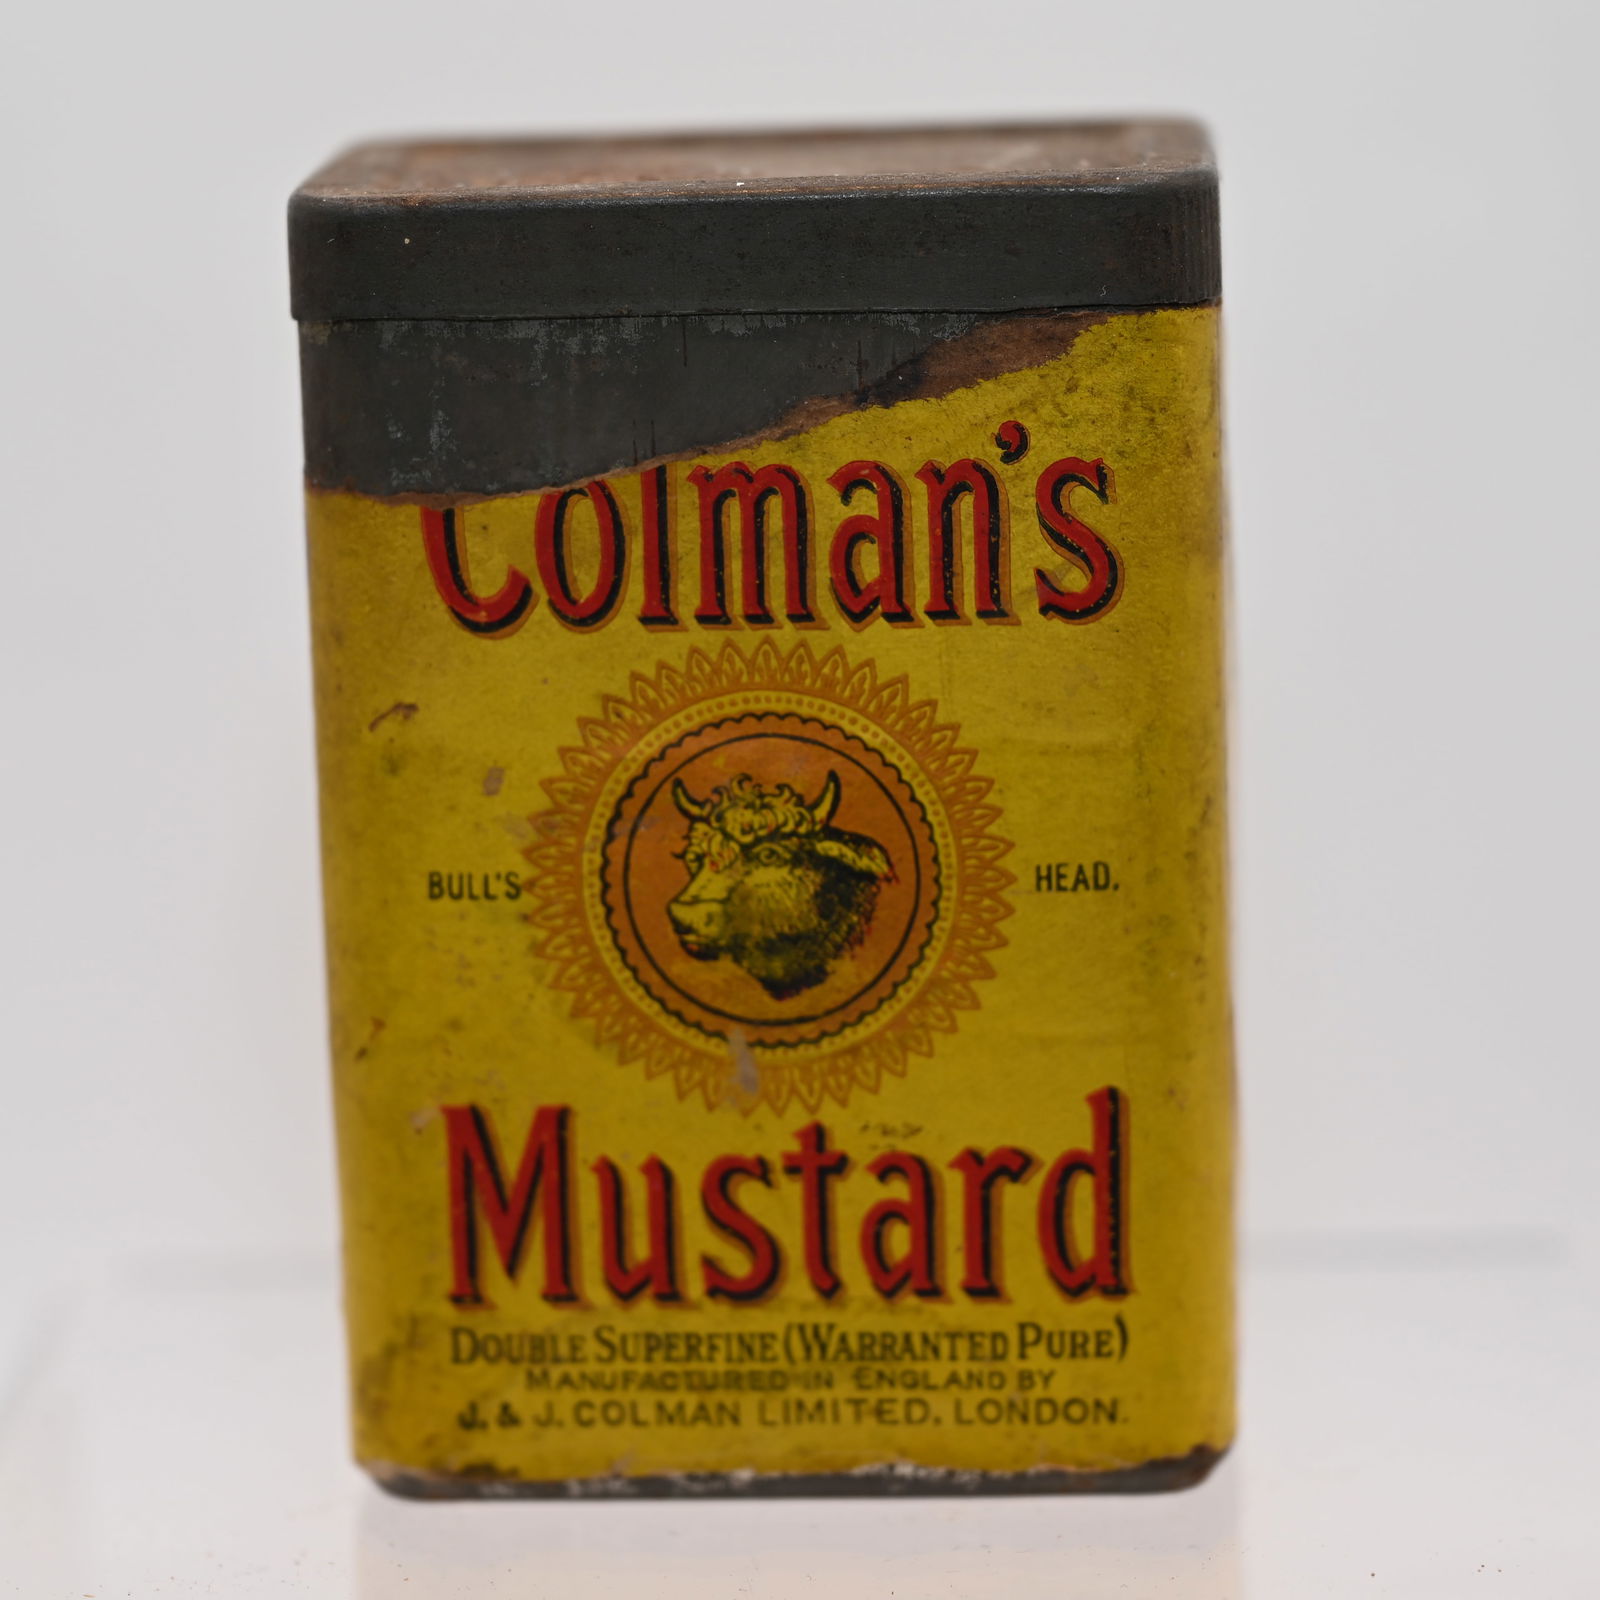 Colman's
BULL'S HEAD.
Mustard
DOUBLE SUPERFINE (WARRANTED PURE)
MANUFACTURED IN ENGLAND BY
J. & J. COLMAN LIMITED. LONDON.